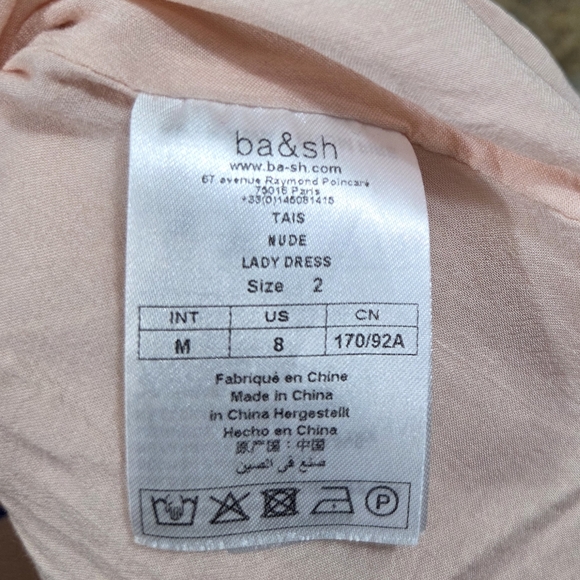 ba&sh
www.ba-sh.com
67 avenue Raymond Poincaré
75016 Paris
+33(0)146081415
TAIS
NUDE
LADY DRESS
Size 2
INT US CN
M 8 170/92A
Fabriqué en Chine
Made in China
in China Hergestellt
Hecho en China
原产国：中国
صنع في الصين
P